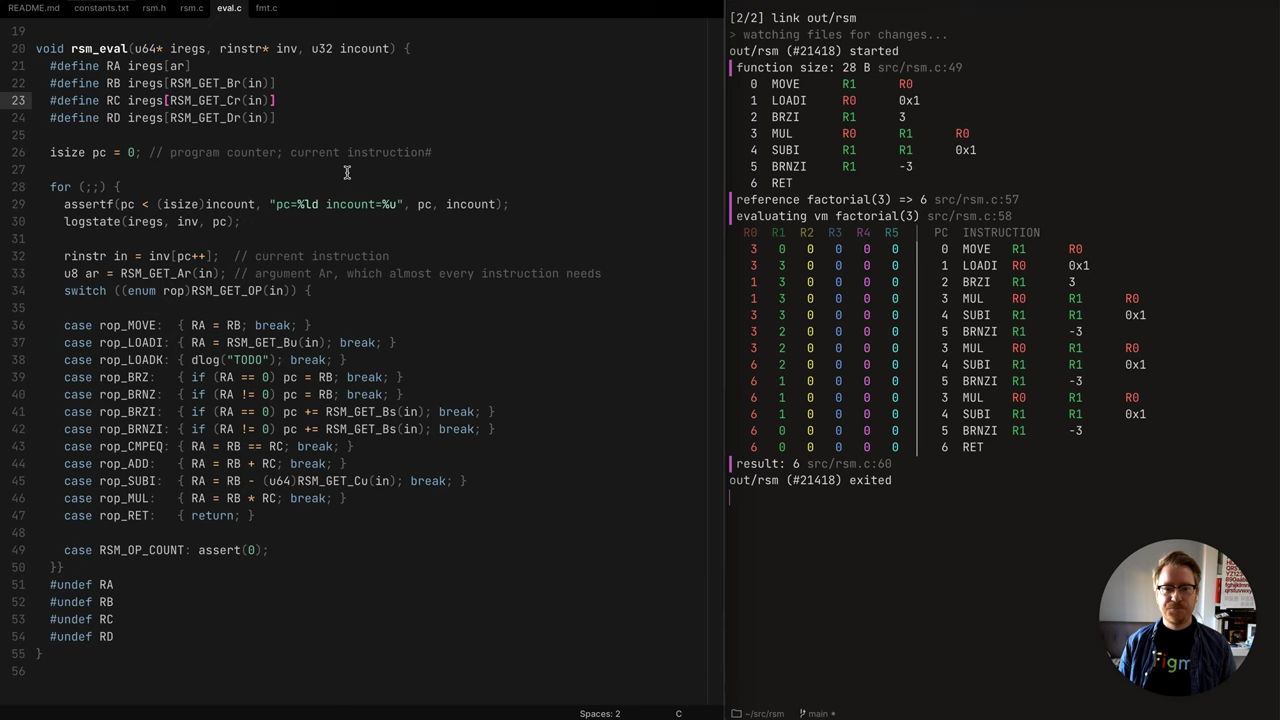 README.md constants.txt rsm.h rsm.c eval.c fmt.c
19
20 void rsm_eval(u64* iregs, rinstr* inv, u32 incount) {
21 #define RA iregs[ar]
22 #define RB iregs[RSM_GET_Br(in)]
23 #define RC iregs[RSM_GET_Cr(in)]
24 #define RD iregs[RSM_GET_Dr(in)]
25
26 isize pc = 0; // program counter; current instruction#
27
28 for (;;) {
29 assertf(pc < (isize)incount, "pc=%ld incount=%u", pc, incount);
30 logstate(iregs, inv, pc);
31
32 rinstr in = inv[pc++]; // current instruction
33 u8 ar = RSM_GET_Ar(in); // argument Ar, which almost every instruction needs
34 switch ((enum rop)RSM_GET_OP(in)) {
35
36 case rop_MOVE: { RA = RB; break; }
37 case rop_LOADI: { RA = RSM_GET_Bu(in); break; }
38 case rop_LOADK: { dlog("TODO"); break; }
39 case rop_BRZ: { if (RA == 0) pc = RB; break; }
40 case rop_BRNZ: { if (RA != 0) pc = RB; break; }
41 case rop_BRZI: { if (RA == 0) pc += RSM_GET_Bs(in); break; }
42 case rop_BRNZI: { if (RA != 0) pc += RSM_GET_Bs(in); break; }
43 case rop_CMPEQ: { RA = RB == RC; break; }
44 case rop_ADD: { RA = RB + RC; break; }
45 case rop_SUBI: { RA = RB - (u64)RSM_GET_Cu(in); break; }
46 case rop_MUL: { RA = RB * RC; break; }
47 case rop_RET: { return; }
48
49 case RSM_OP_COUNT: assert(0);
50 }}
51 #undef RA
52 #undef RB
53 #undef RC
54 #undef RD
55 }
56
Spaces: 2 C
[2/2] link out/rsm
> watching files for changes...
out/rsm (#21418) started
function size: 28 B src/rsm.c:49
0 MOVE R1 R0
1 LOADI R0 0x1
2 BRZI R1 3
3 MUL R0 R1 R0
4 SUBI R1 R1 0x1
5 BRNZI R1 -3
6 RET
reference factorial(3) => 6 src/rsm.c:57
evaluating vm factorial(3) src/rsm.c:58
R0 R1 R2 R3 R4 R5 PC INSTRUCTION
3 0 0 0 0 0 0 MOVE R1 R0
3 3 0 0 0 0 1 LOADI R0 0x1
1 3 0 0 0 0 2 BRZI R1 3
1 3 0 0 0 0 3 MUL R0 R1 R0
3 3 0 0 0 0 4 SUBI R1 R1 0x1
3 2 0 0 0 0 5 BRNZI R1 -3
3 2 0 0 0 0 3 MUL R0 R1 R0
6 2 0 0 0 0 4 SUBI R1 R1 0x1
6 1 0 0 0 0 5 BRNZI R1 -3
6 1 0 0 0 0 3 MUL R0 R1 R0
6 1 0 0 0 0 4 SUBI R1 R1 0x1
6 0 0 0 0 0 5 BRNZI R1 -3
6 0 0 0 0 0 6 RET
result: 6 src/rsm.c:60
out/rsm (#21418) exited
Figm
~/src/rsm main